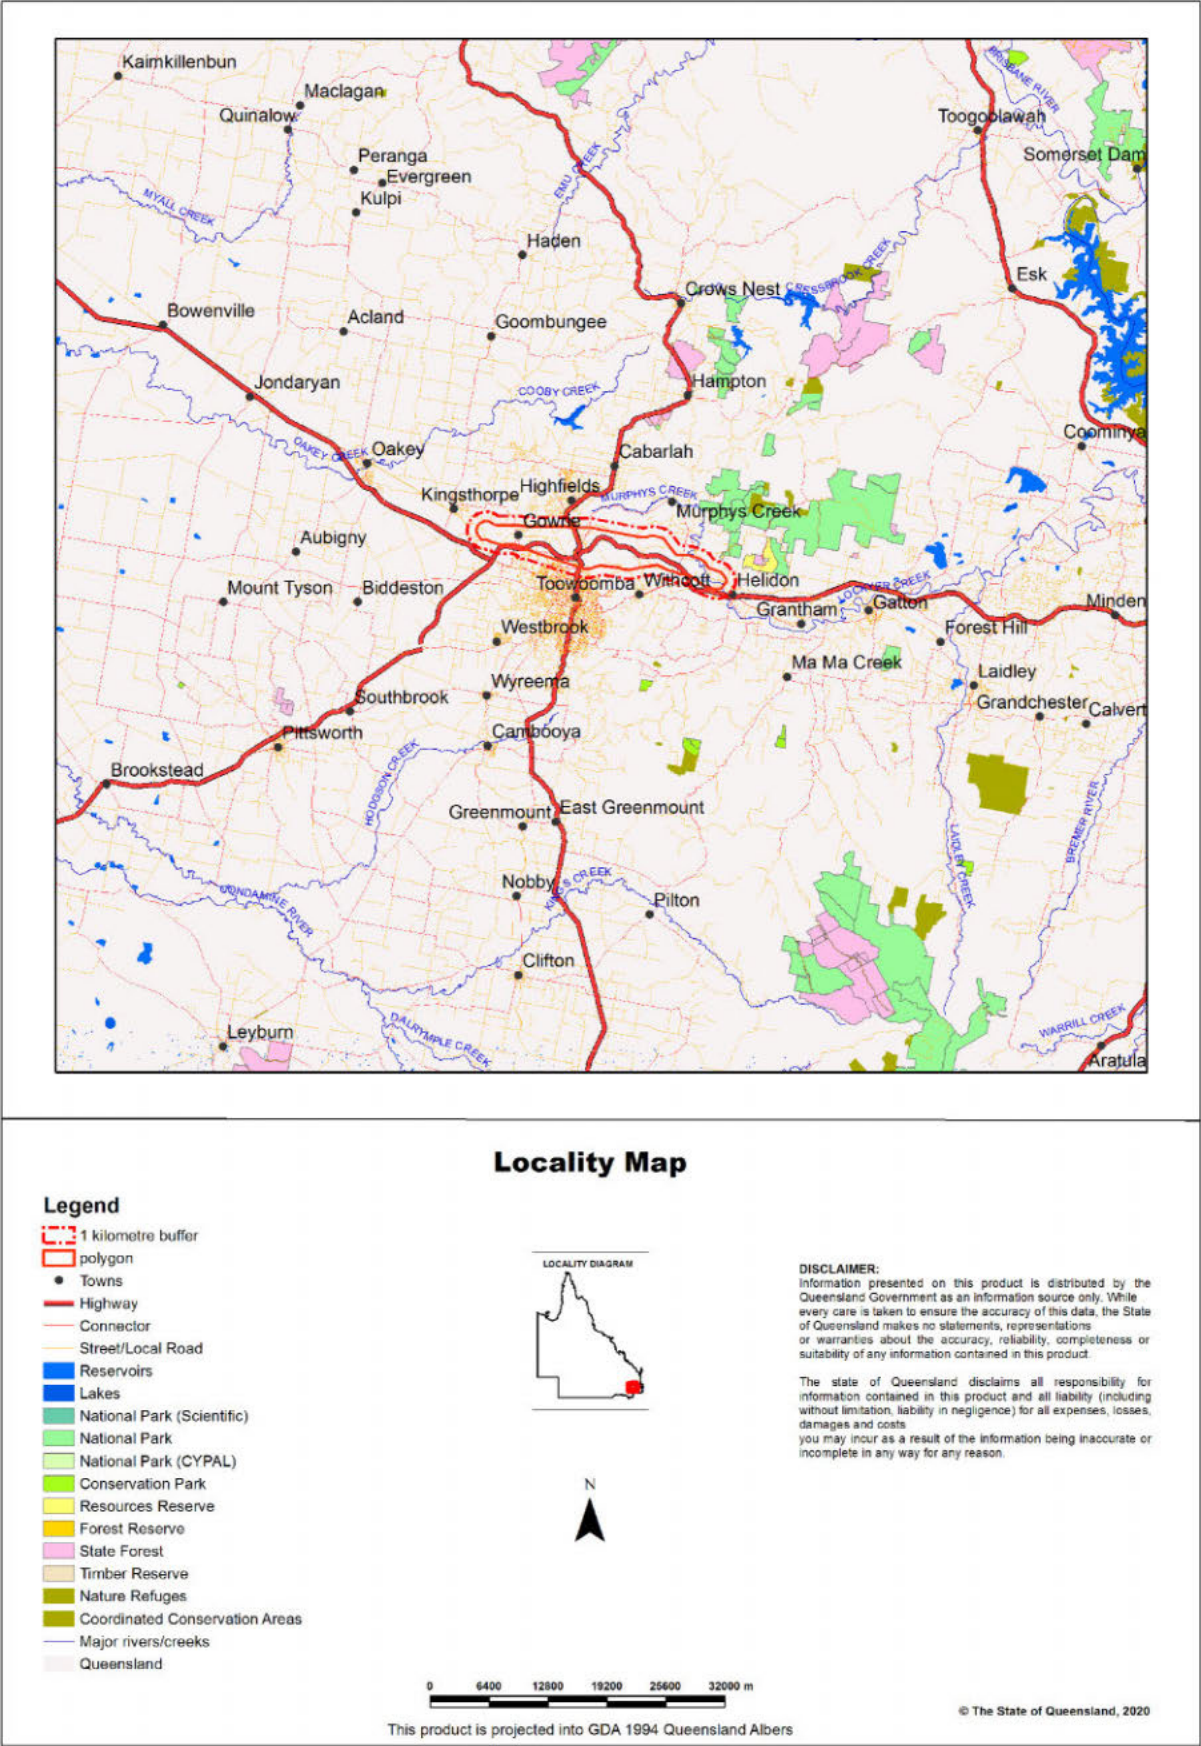 Kaimkillenbun
Maclagan
Quinalow
BRISBANE RIVER
Toogoolawah
Peranga
Somerset Dam
Evergreen
EMU CREEK
Kulpi
MYALL CREEK
Haden
CRESSBROOK CREEK
Esk
Crows Nest
Bowenville
Acland
Goombungee
Jondaryan
COOBY CREEK
Hampton
Coominya
OAKEY CREEK
Oakey
Cabarlah
Highfields
Kingsthorpe
MURPHYS CREEK
Murphys Creek
Gowrie
Aubigny
Toowoomba
Withcott
Helidon
Mount Tyson
Biddeston
LOCKYER CREEK
Gatton
Minden
Grantham
Westbrook
Forest Hill
Ma Ma Creek
Laidley
Wyreema
Southbrook
Grandchester
Calvert
Pittsworth
Cambooya
HODGSON CREEK
Brookstead
Greenmount
East Greenmount
BREMER RIVER
LAIDLEY CREEK
Nobby
KINGS CREEK
CONDAMINE RIVER
Pilton
Clifton
DALRYMPLE CREEK
WARRILL CREEK
Leyburn
Aratula
Locality Map
Legend
1 kilometre buffer
polygon
Towns
Highway
Connector
Street/Local Road
Reservoirs
Lakes
National Park (Scientific)
National Park
National Park (CYPAL)
Conservation Park
Resources Reserve
Forest Reserve
State Forest
Timber Reserve
Nature Refuges
Coordinated Conservation Areas
Major rivers/creeks
Queensland
LOCALITY DIAGRAM
N
DISCLAIMER:
Information presented on this product is distributed by the
Queensland Government as an information source only. While
every care is taken to ensure the accuracy of this data, the State
of Queensland makes no statements, representations
or warranties about the accuracy, reliability, completeness or
suitability of any information contained in this product.
The state of Queensland disclaims all responsibility for
information contained in this product and all liability (including
without limitation, liability in negligence) for all expenses, losses,
damages and costs
you may incur as a result of the information being inaccurate or
incomplete in any way for any reason.
0 6400 12800 19200 25600 32000 m
This product is projected into GDA 1994 Queensland Albers
© The State of Queensland, 2020